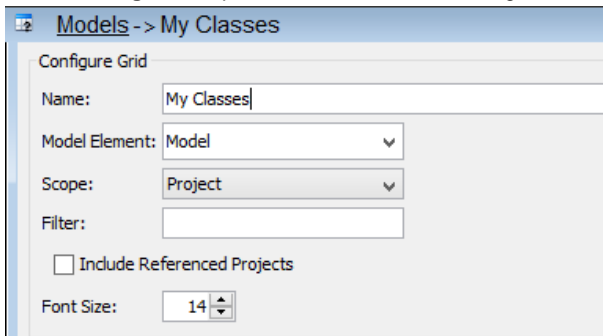 Models -> My Classes
Configure Grid
Name: My Classes
Model Element: Model
Scope: Project
Filter:
Include Referenced Projects
Font Size: 14